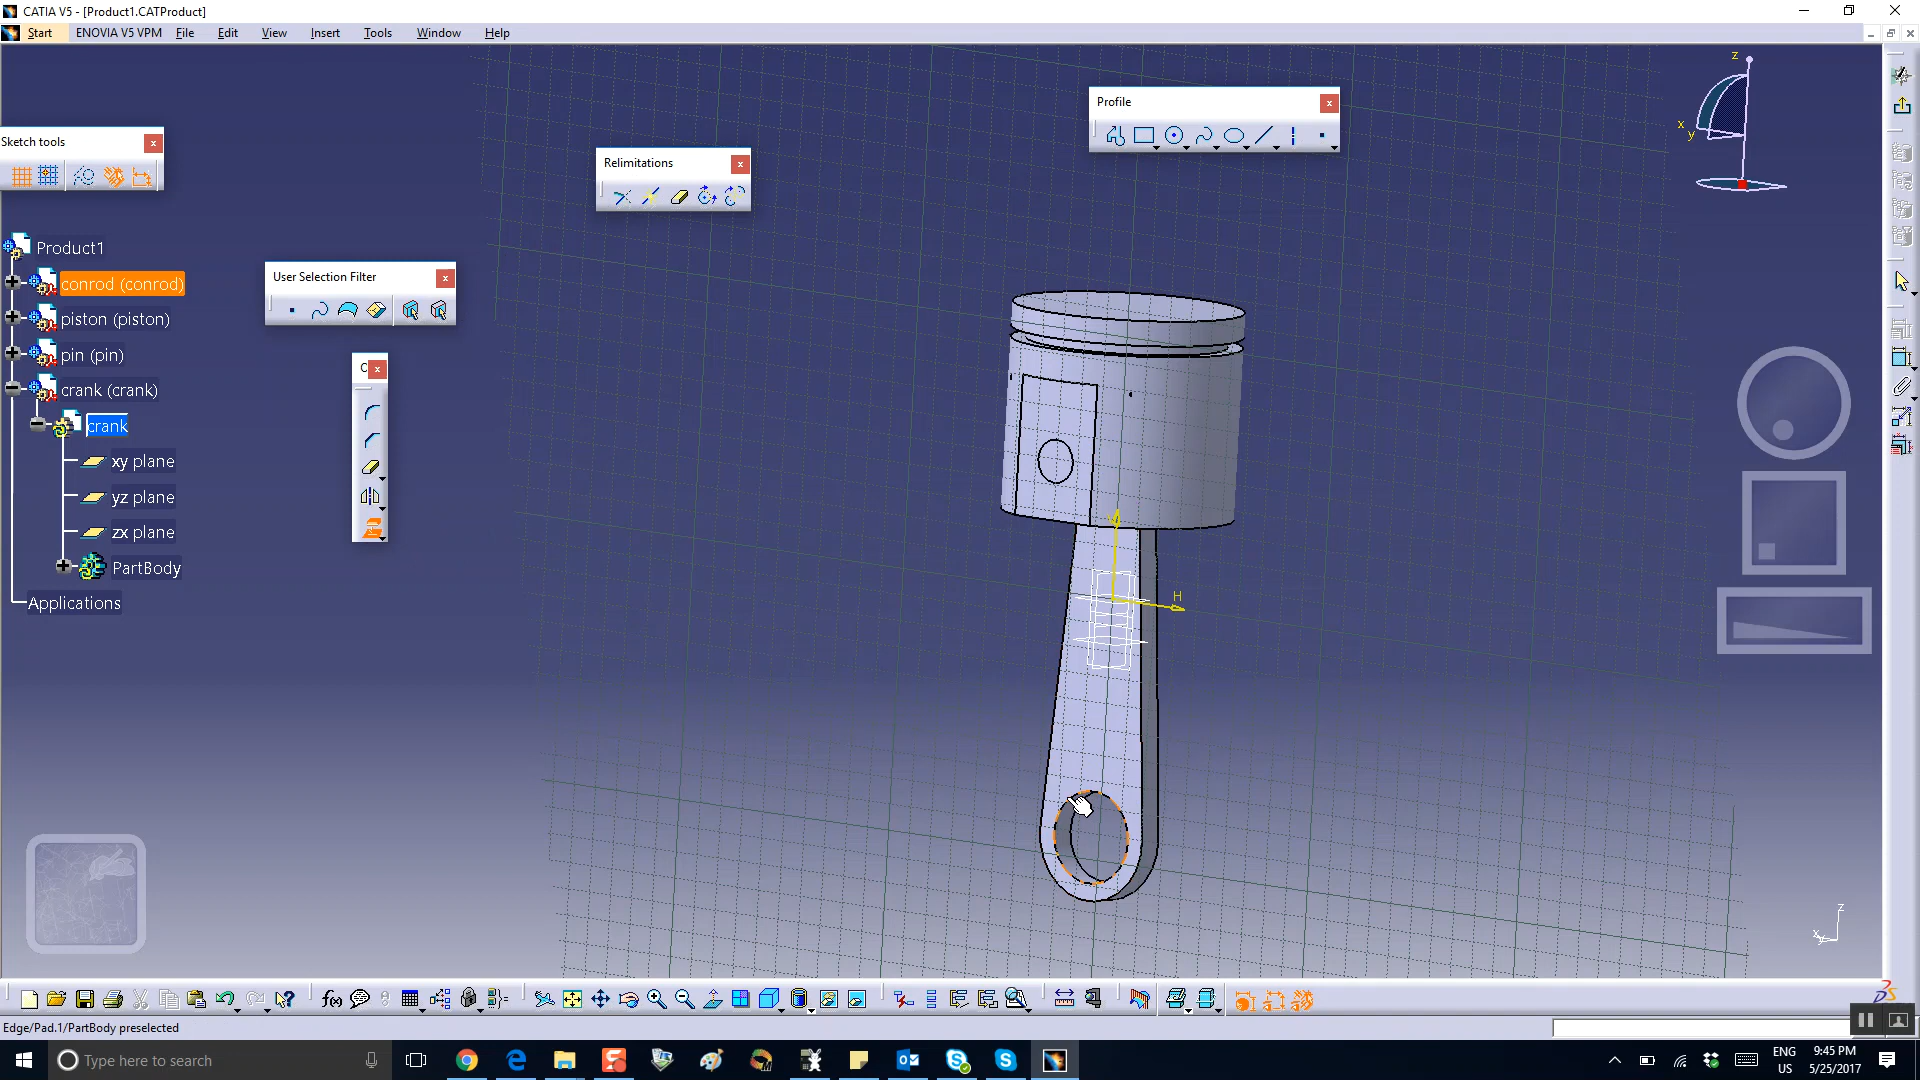 CATIA V5 - [Product1.CATProduct]
Start ENOVIA V5 VPM File Edit View Insert Tools Window Help
Profile
Sketch tools
Relimitations
User Selection Filter
Product1
conrod (conrod)
piston (piston)
pin (pin)
crank (crank)
crank
xy plane
yz plane
zx plane
PartBody
Applications
z
x
y
H
z
x
y
f(x)
Edge/Pad.1/PartBody preselected
Type here to search
ENG
US
9:45 PM
5/25/2017